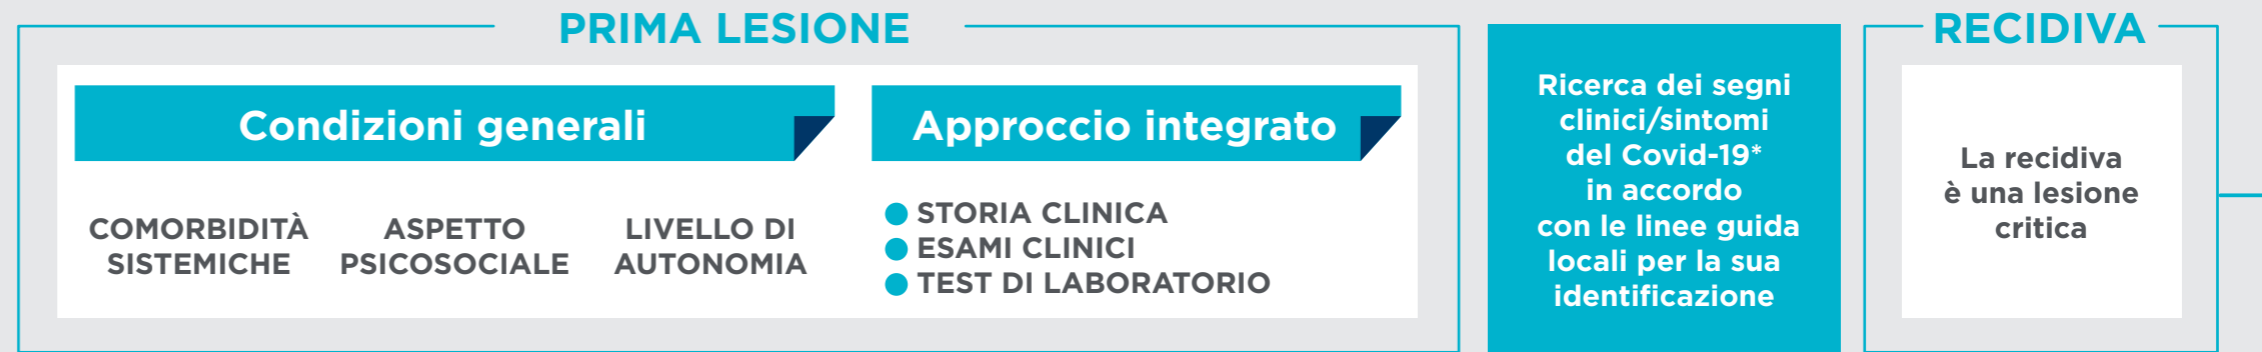 PRIMA LESIONE
Condizioni generali
COMORBIDITÀ
SISTEMICHE
ASPETTO
PSICOSOCIALE
LIVELLO DI
AUTONOMIA
Approccio integrato
STORIA CLINICA
ESAMI CLINICI
TEST DI LABORATORIO
Ricerca dei segni
clinici/sintomi
del Covid-19*
in accordo
con le linee guida
locali per la sua
identificazione
RECIDIVA
La recidiva
è una lesione
critica